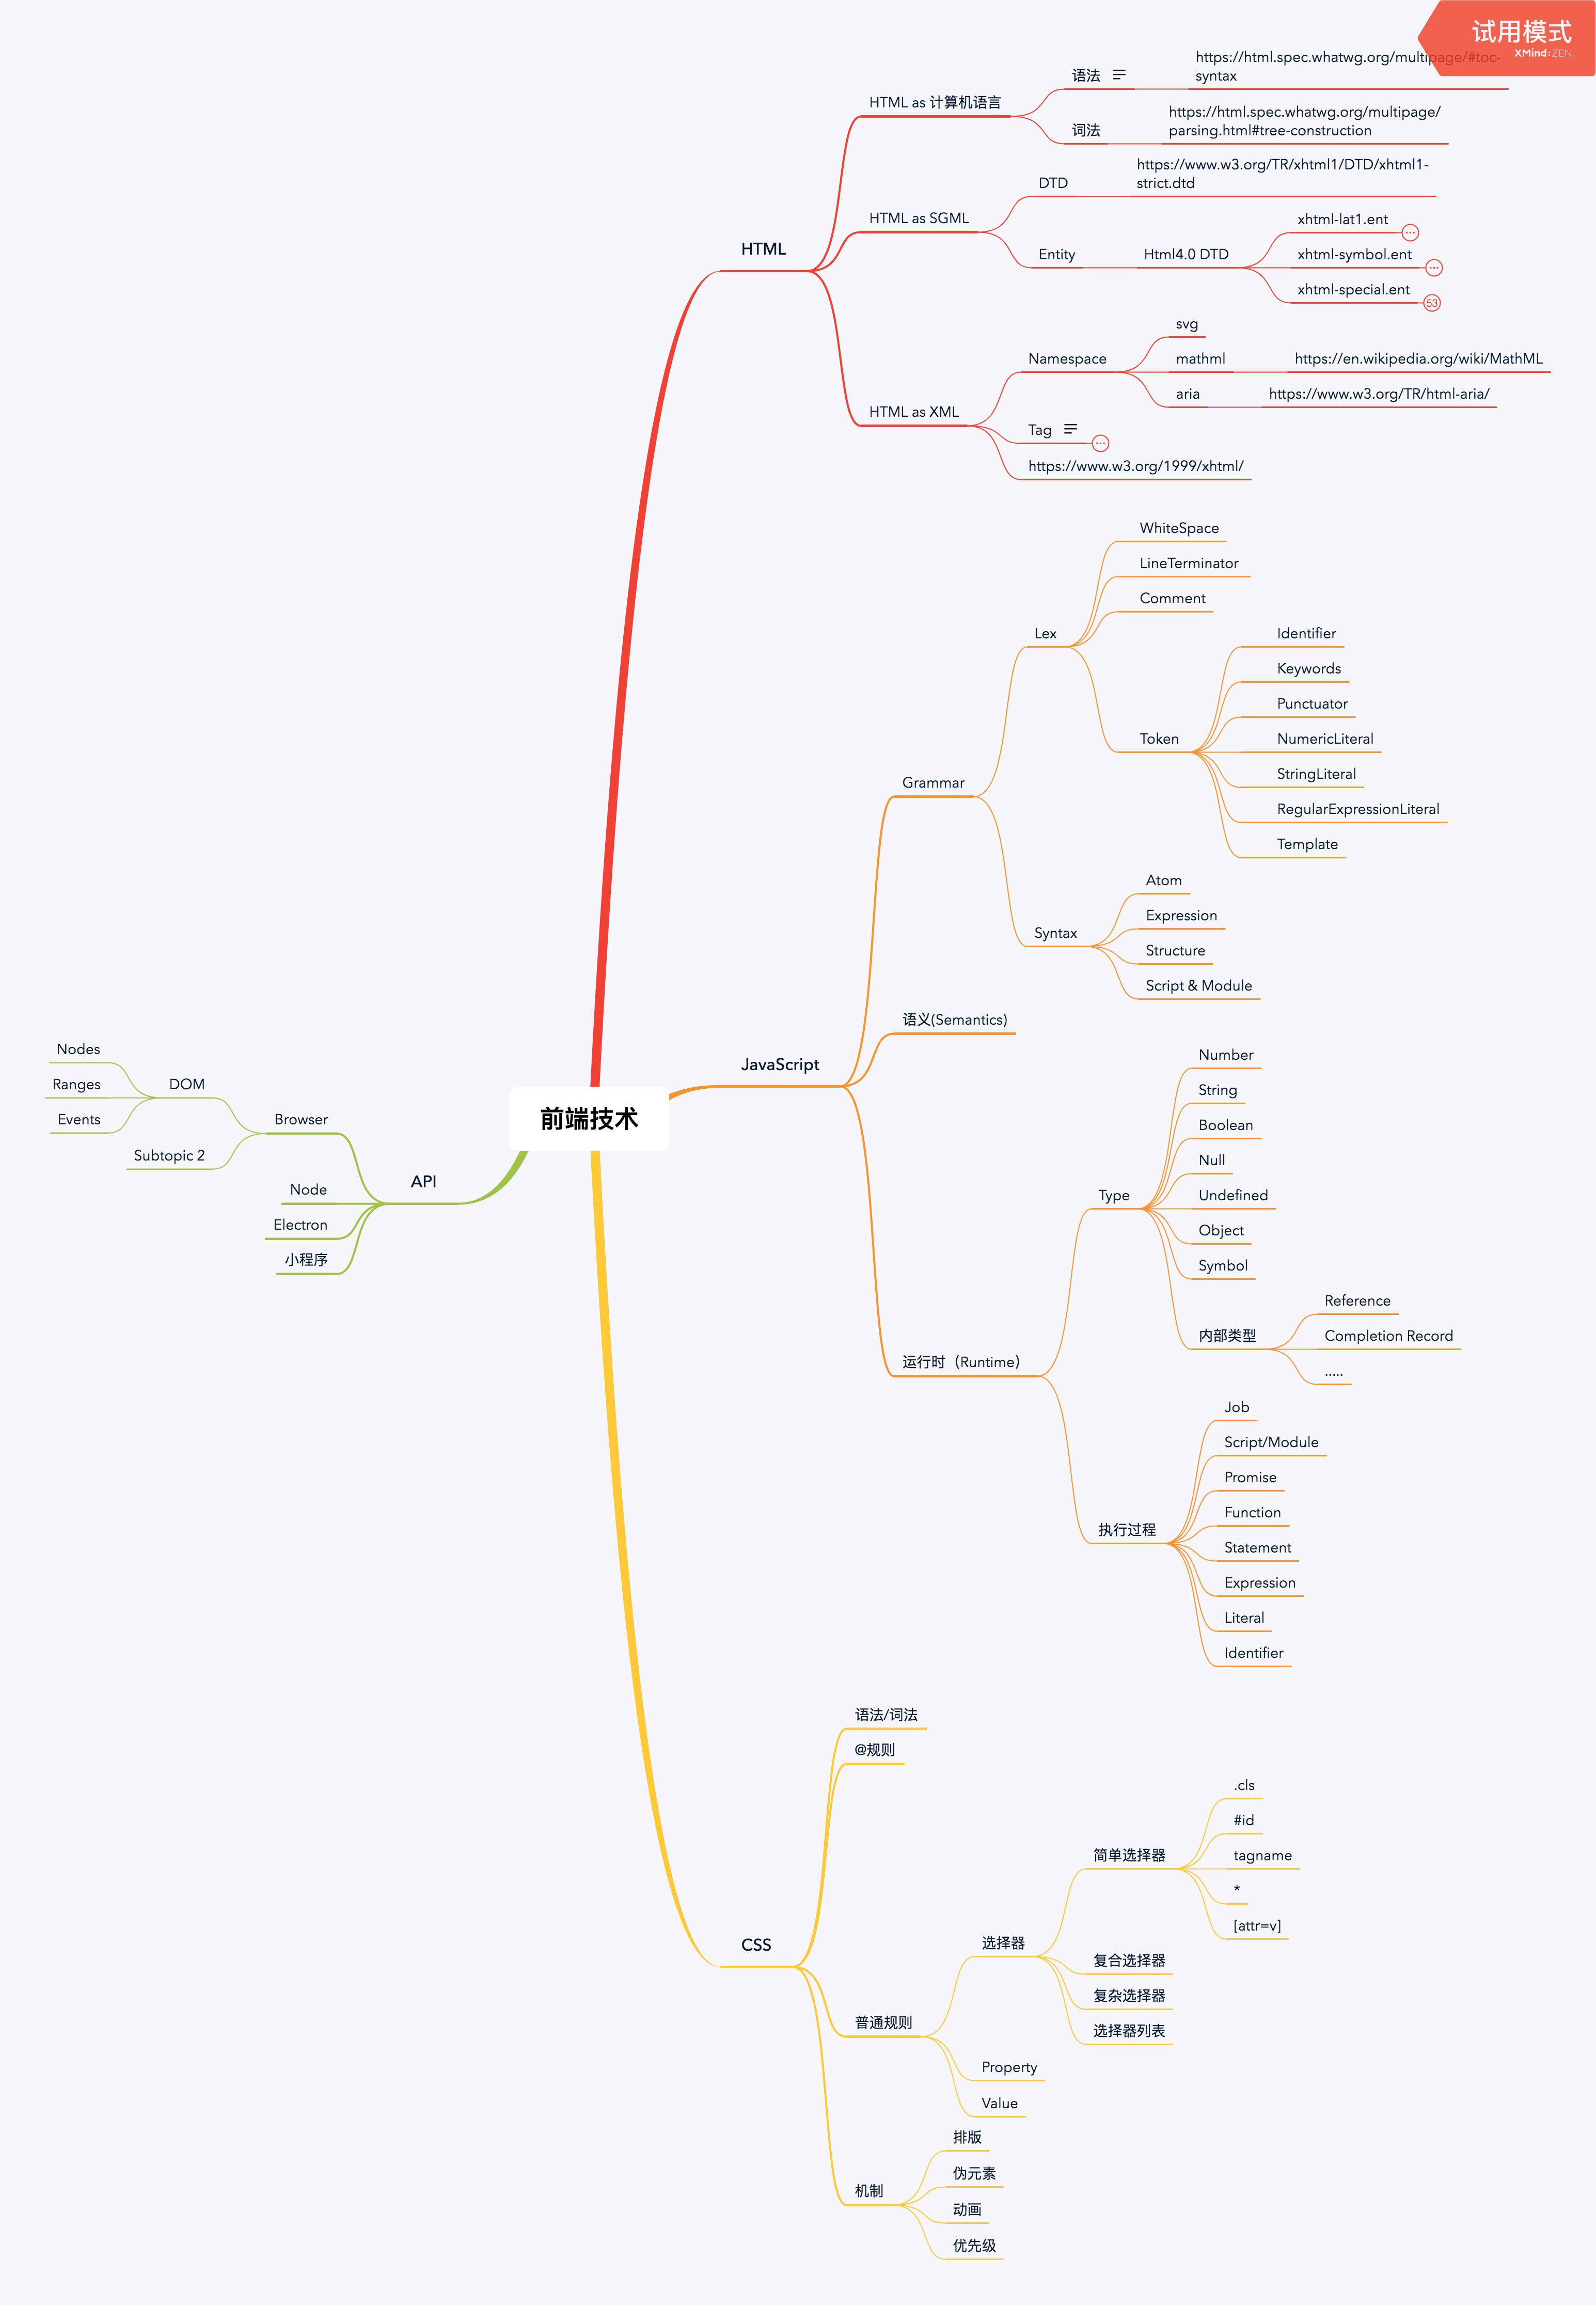 试用模式
XMind:ZEN
HTML
HTML as 计算机语言
语法
https://html.spec.whatwg.org/multipage/#toc-
syntax
词法
https://html.spec.whatwg.org/multipage/
parsing.html#tree-construction
HTML as SGML
DTD
https://www.w3.org/TR/xhtml1/DTD/xhtml1-
strict.dtd
Entity
Html4.0 DTD
xhtml-lat1.ent
xhtml-symbol.ent
xhtml-special.ent
53
HTML as XML
Namespace
svg
mathml
https://en.wikipedia.org/wiki/MathML
aria
https://www.w3.org/TR/html-aria/
Tag
https://www.w3.org/1999/xhtml/
前端技术
JavaScript
Grammar
Lex
WhiteSpace
LineTerminator
Comment
Token
Identifier
Keywords
Punctuator
NumericLiteral
StringLiteral
RegularExpressionLiteral
Template
Syntax
Atom
Expression
Structure
Script & Module
语义(Semantics)
运行时（Runtime）
Type
Number
String
Boolean
Null
Undefined
Object
Symbol
内部类型
Reference
Completion Record
.....
执行过程
Job
Script/Module
Promise
Function
Statement
Expression
Literal
Identifier
API
Browser
DOM
Nodes
Ranges
Events
Subtopic 2
Node
Electron
小程序
CSS
语法/词法
@规则
普通规则
选择器
简单选择器
.cls
#id
tagname
*
[attr=v]
复合选择器
复杂选择器
选择器列表
Property
Value
机制
排版
伪元素
动画
优先级